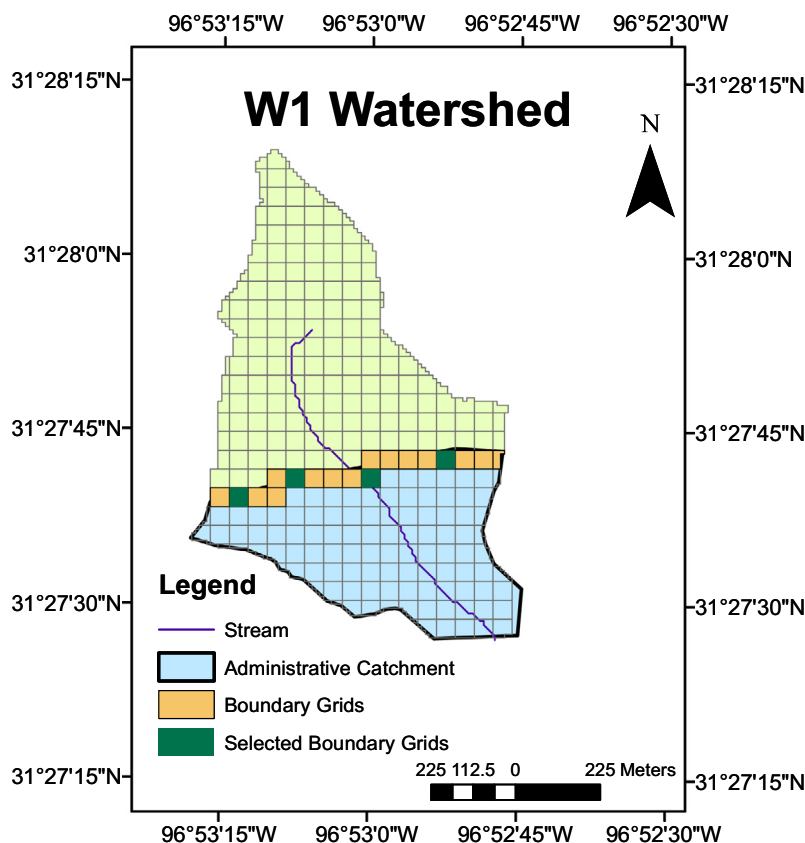 96°53'15"W 96°53'0"W 96°52'45"W 96°52'30"W
31°28'15"N 31°28'15"N
W1 Watershed
N
31°28'0"N 31°28'0"N
31°27'45"N 31°27'45"N
Legend
31°27'30"N 31°27'30"N
Stream
Administrative Catchment
Boundary Grids
Selected Boundary Grids
225 112.5 0 225 Meters
31°27'15"N 31°27'15"N
96°53'15"W 96°53'0"W 96°52'45"W 96°52'30"W